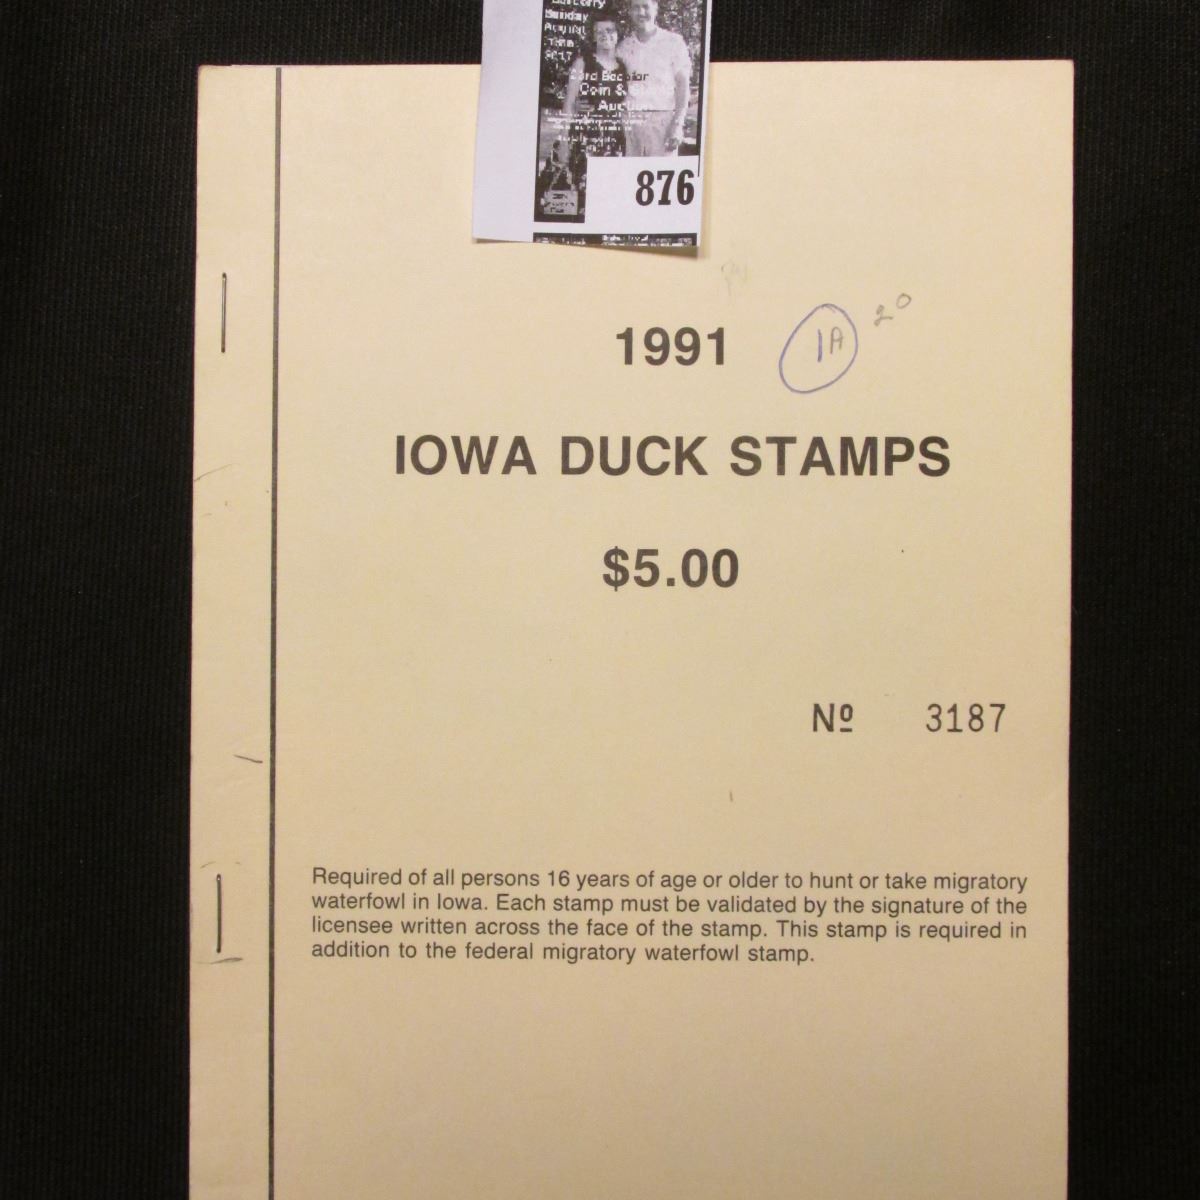 Sunday
Coin &
Auction
876
1991
IA
20
IOWA DUCK STAMPS
$5.00
Nº 3187
Required of all persons 16 years of age or older to hunt or take migratory
waterfowl in Iowa. Each stamp must be validated by the signature of the
licensee written across the face of the stamp. This stamp is required in
addition to the federal migratory waterfowl stamp.